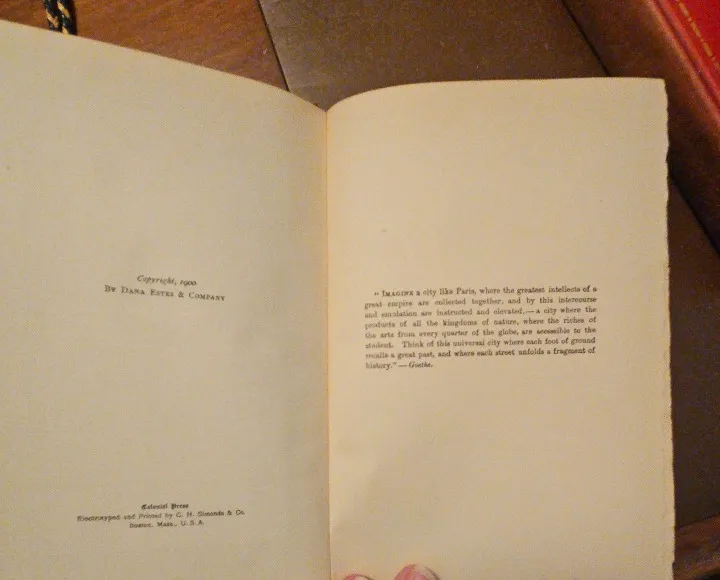 Copyright, 1900
By Dana Estes & Company
Colonial Press
Electrotyped and Printed by C. H. Simonds & Co.
Boston, Mass., U.S.A.
" Imagine a city like Paris, where the greatest intellects of a
great empire are collected together, and by this intercourse
and emulation are instructed and elevated,—a city where the
products of all the kingdoms of nature, where the riches of
the arts from every quarter of the globe, are accessible to the
student. Think of this universal city where each foot of ground
recalls a great past, and where each street unfolds a fragment of
history."—Goethe.